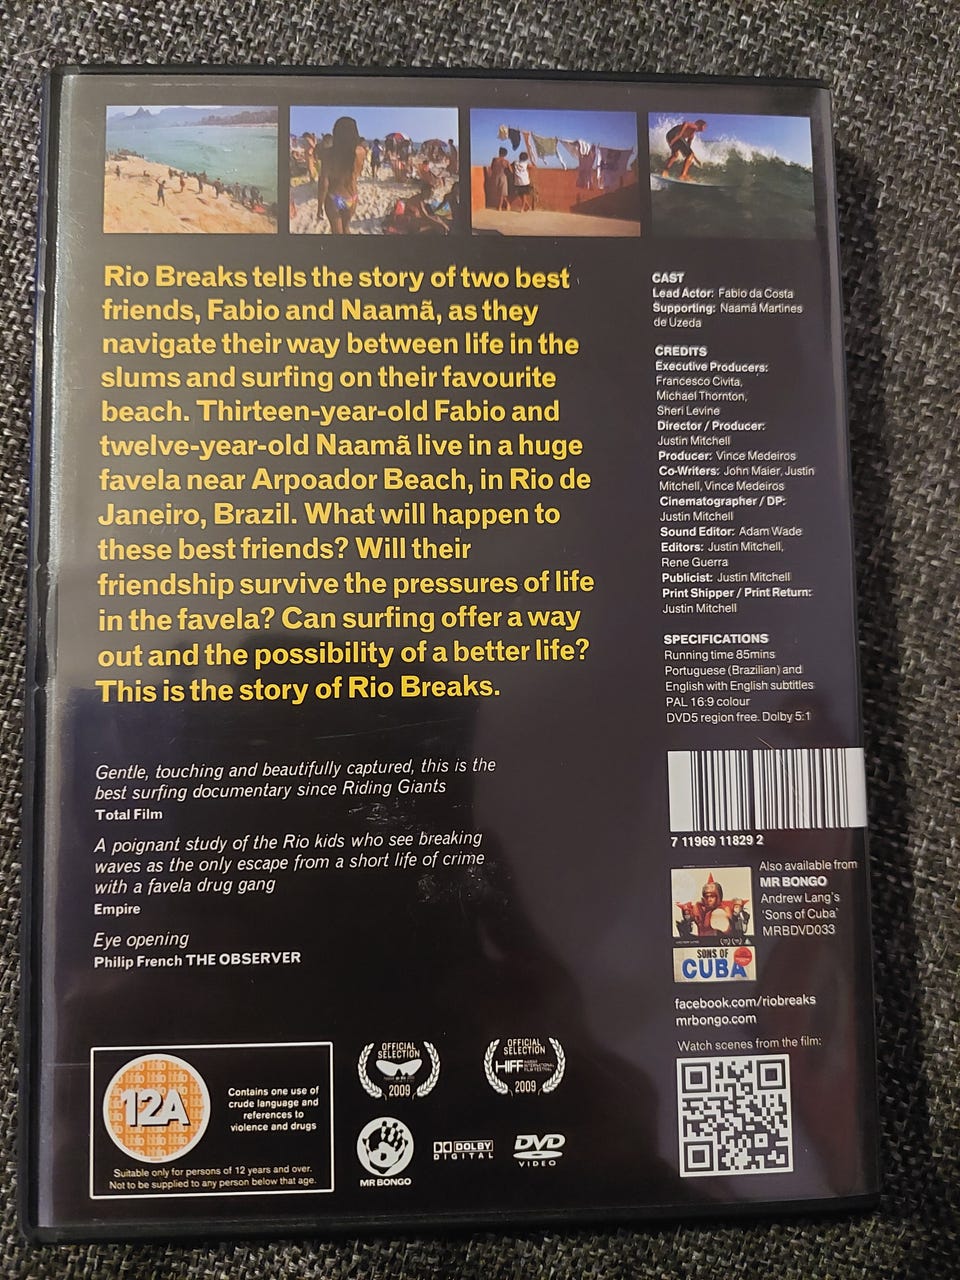 Rio Breaks tells the story of two best
friends, Fabio and Naamã, as they
navigate their way between life in the
slums and surfing on their favourite
beach. Thirteen-year-old Fabio and
twelve-year-old Naamã live in a huge
favela near Arpoador Beach, in Rio de
Janeiro, Brazil. What will happen to
these best friends? Will their
friendship survive the pressures of life
in the favela? Can surfing offer a way
out and the possibility of a better life?
This is the story of Rio Breaks.
Gentle, touching and beautifully captured, this is the
best surfing documentary since Riding Giants
Total Film
A poignant study of the Rio kids who see breaking
waves as the only escape from a short life of crime
with a favela drug gang
Empire
Eye opening
Philip French THE OBSERVER
CAST
Lead Actor: Fabio da Costa
Supporting: Naamã Martines
de Uzeda
CREDITS
Executive Producers:
Francesco Civita,
Michael Thornton,
Sheri Levine
Director / Producer:
Justin Mitchell
Producer: Vince Medeiros
Co-Writers: John Maier, Justin
Mitchell, Vince Medeiros
Cinematographer / DP:
Justin Mitchell
Sound Editor: Adam Wade
Editors: Justin Mitchell,
Rene Guerra
Publicist: Justin Mitchell
Print Shipper / Print Return:
Justin Mitchell
SPECIFICATIONS
Running time 85mins
Portuguese (Brazilian) and
English with English subtitles
PAL 16:9 colour
DVD5 region free. Dolby 5:1
7 11969 11829 2
Also available from
MR BONGO
Andrew Lang's
'Sons of Cuba'
MRBDVD033
SONS OF
CUBA
facebook.com/riobreaks
mrbongo.com
Watch scenes from the film:
12A
Contains one use of
crude language and
references to
violence and drugs
Suitable only for persons of 12 years and over.
Not to be supplied to any person below that age.
OFFICIAL
SELECTION
2009
OFFICIAL
SELECTION
HIFF
2009
MR BONGO
DOLBY
DIGITAL
DVD
VIDEO